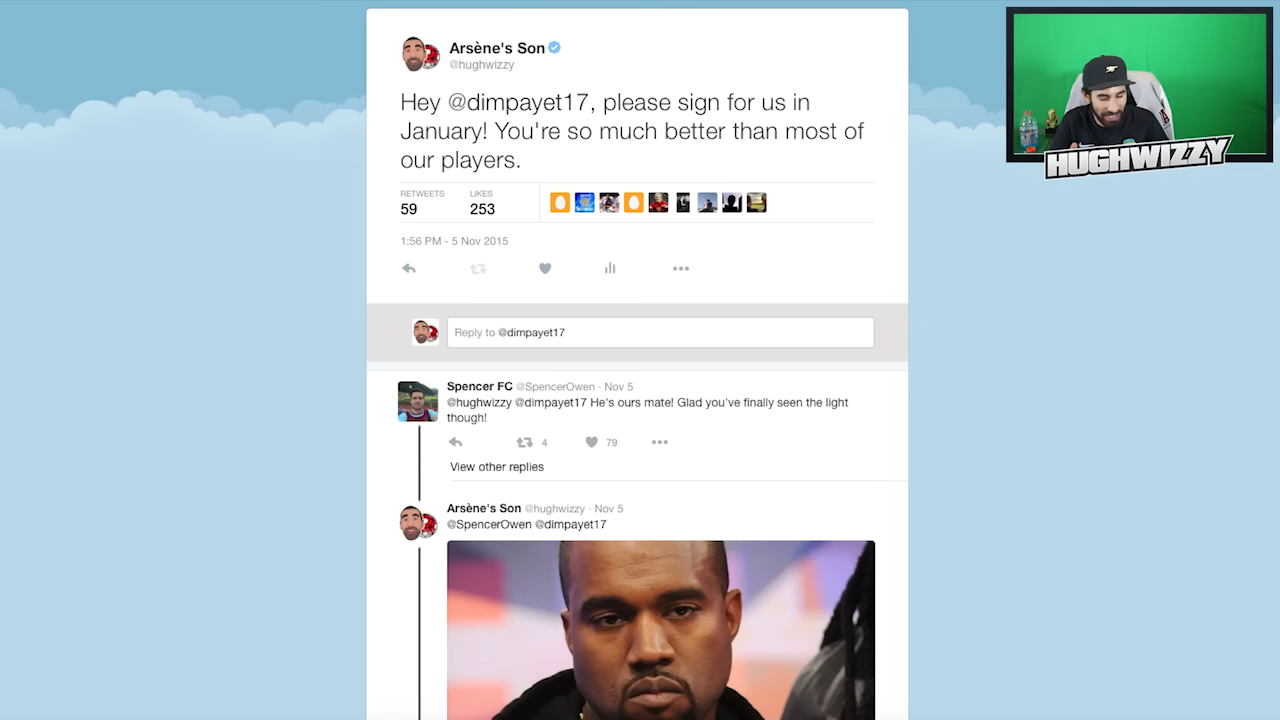 Arsène's Son
@hughwizzy
Hey @dimpayet17, please sign for us in
January! You're so much better than most of
our players.
RETWEETS LIKES
59 253
1:56 PM - 5 Nov 2015
Reply to @dimpayet17
Spencer FC @SpencerOwen · Nov 5
@hughwizzy @dimpayet17 He's ours mate! Glad you've finally seen the light
though!
4 79
View other replies
Arsène's Son @hughwizzy · Nov 5
@SpencerOwen @dimpayet17
HUGHWIZZY